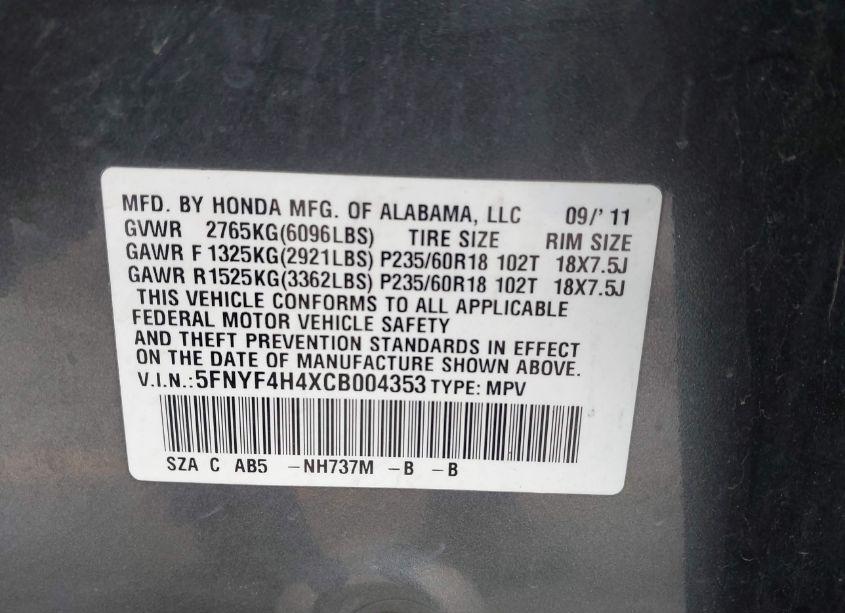 MFD. BY HONDA MFG. OF ALABAMA, LLC 09/' 11
GVWR 2765KG(6096LBS) TIRE SIZE RIM SIZE
GAWR F 1325KG(2921LBS) P235/60R18 102T 18X7.5J
GAWR R1525KG(3362LBS) P235/60R18 102T 18X7.5J
THIS VEHICLE CONFORMS TO ALL APPLICABLE
FEDERAL MOTOR VEHICLE SAFETY
AND THEFT PREVENTION STANDARDS IN EFFECT
ON THE DATE OF MANUFACTURE SHOWN ABOVE.
V.I.N.:5FNYF4H4XCB004353 TYPE: MPV
SZA C AB5 -NH737M -B -B